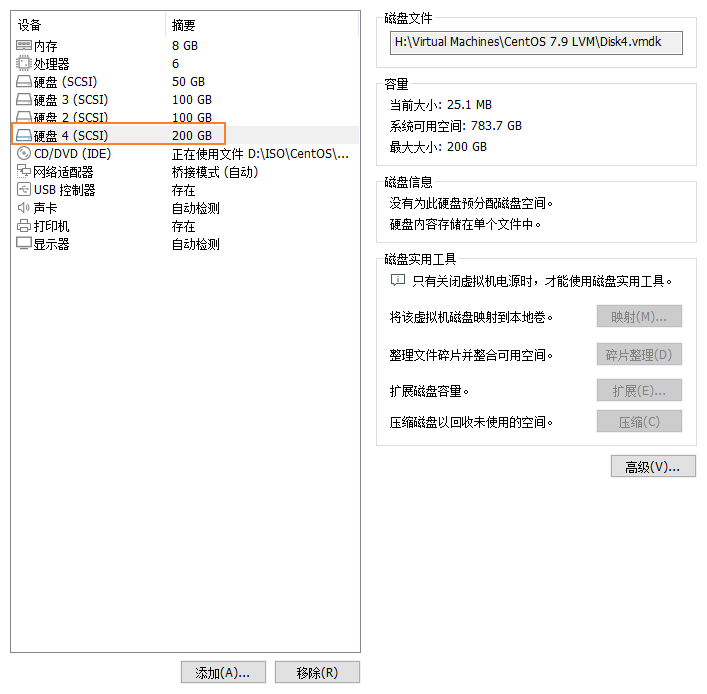 设备 摘要
内存 8 GB
处理器 6
硬盘 (SCSI) 50 GB
硬盘 3 (SCSI) 100 GB
硬盘 2 (SCSI) 100 GB
硬盘 4 (SCSI) 200 GB
CD/DVD (IDE) 正在使用文件 D:\ISO\CentOS\...
网络适配器 桥接模式 (自动)
USB 控制器 存在
声卡 自动检测
打印机 存在
显示器 自动检测
添加(A)... 移除(R)
磁盘文件
H:\Virtual Machines\CentOS 7.9 LVM\Disk4.vmdk
容量
当前大小: 25.1 MB
系统可用空间: 783.7 GB
最大大小: 200 GB
磁盘信息
没有为此硬盘预分配磁盘空间。
硬盘内容存储在单个文件中。
磁盘实用工具
只有关闭虚拟机电源时，才能使用磁盘实用工具。
将该虚拟机磁盘映射到本地卷。 映射(M)...
整理文件碎片并整合可用空间。 碎片整理(D)
扩展磁盘容量。 扩展(E)...
压缩磁盘以回收未使用的空间。 压缩(C)
高级(V)...